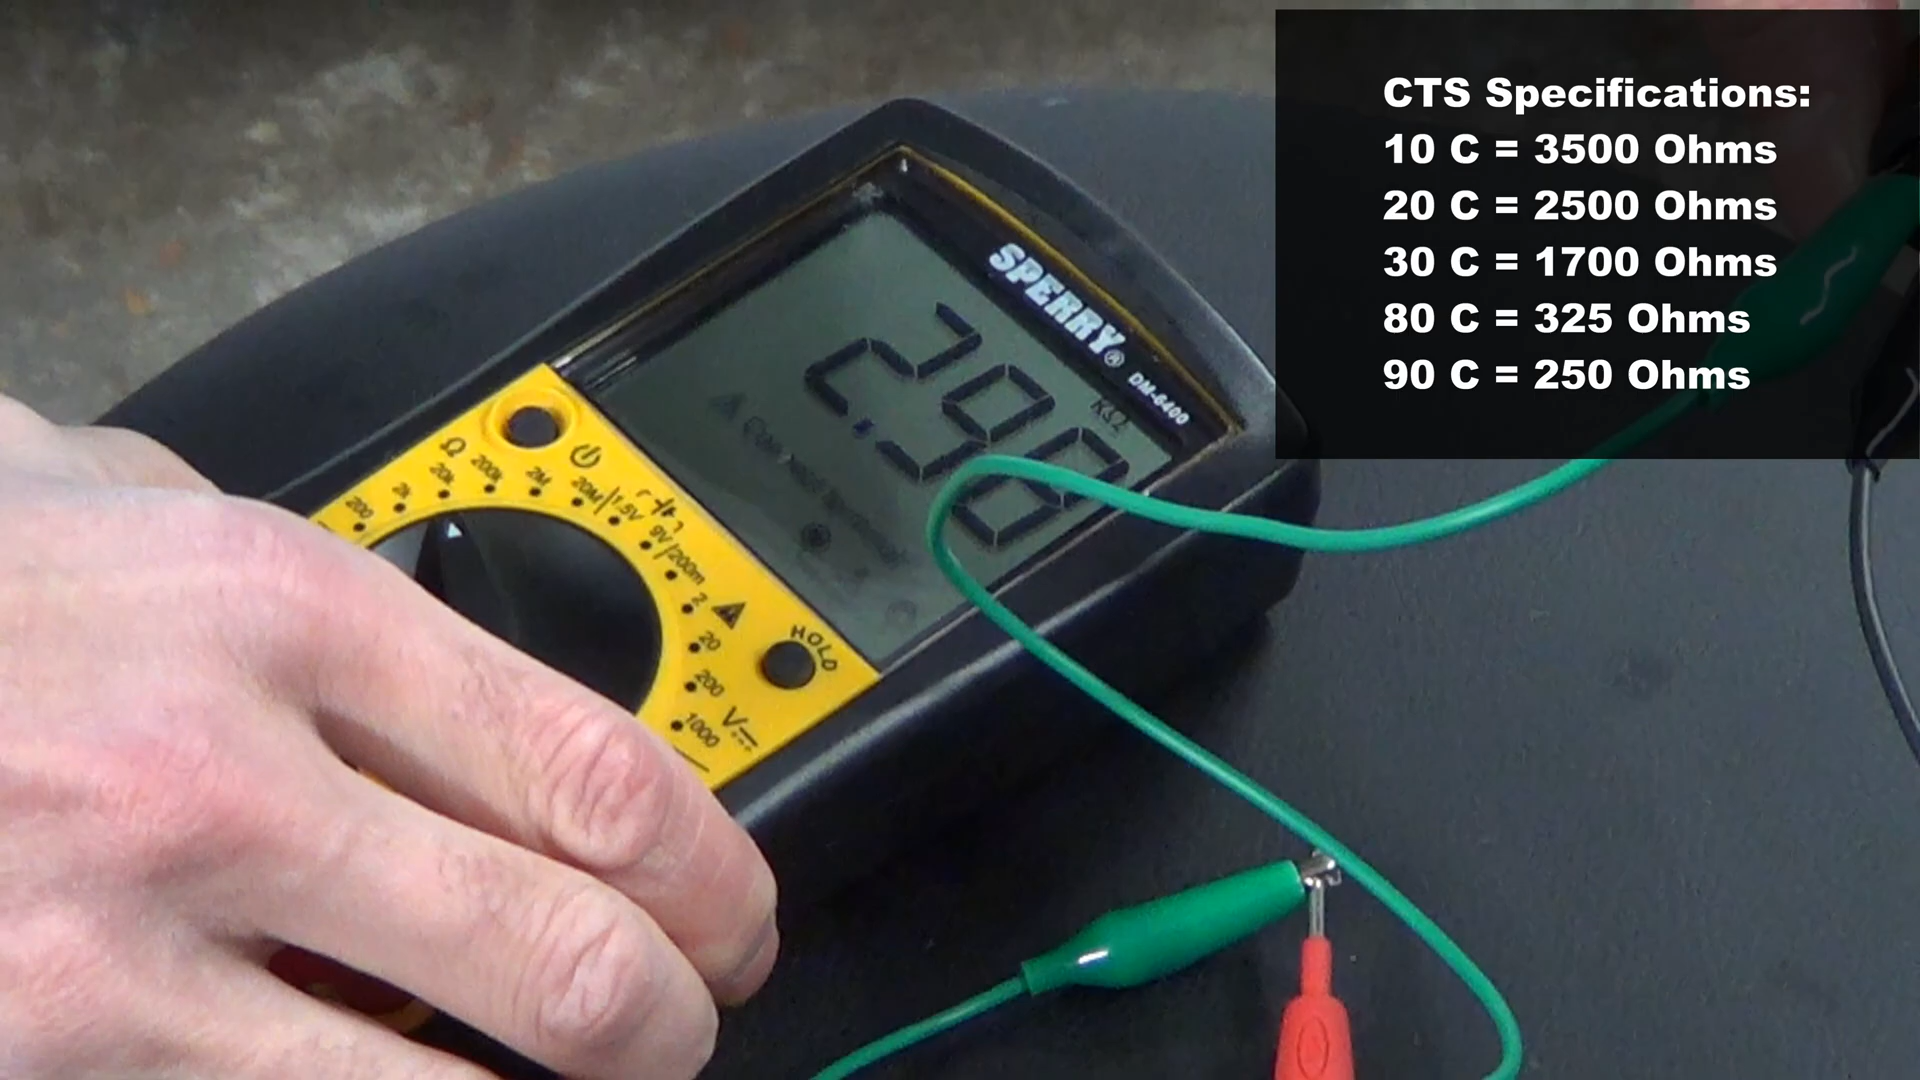 CTS Specifications:
10 C = 3500 Ohms
20 C = 2500 Ohms
30 C = 1700 Ohms
80 C = 325 Ohms
90 C = 250 Ohms
SPERRY®
DM-6400
2.98
KΩ
Ω
200
2k
20k
200k
2M
20M
1.5V
9V/200m
2
20
200
1000
V
HOLD